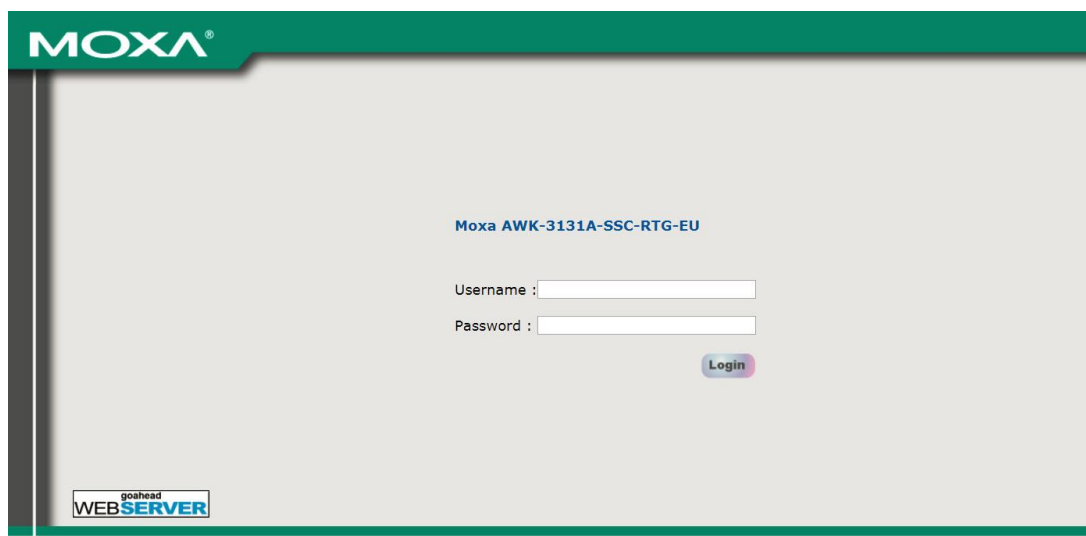 MOXA®
Moxa AWK-3131A-SSC-RTG-EU
Username :
Password :
Login
goahead
WEBSERVER